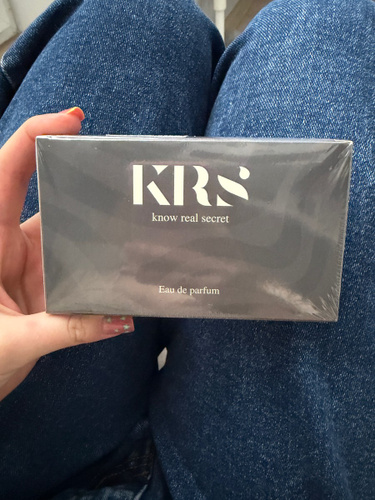 KRS
know real secret
Eau de parfum